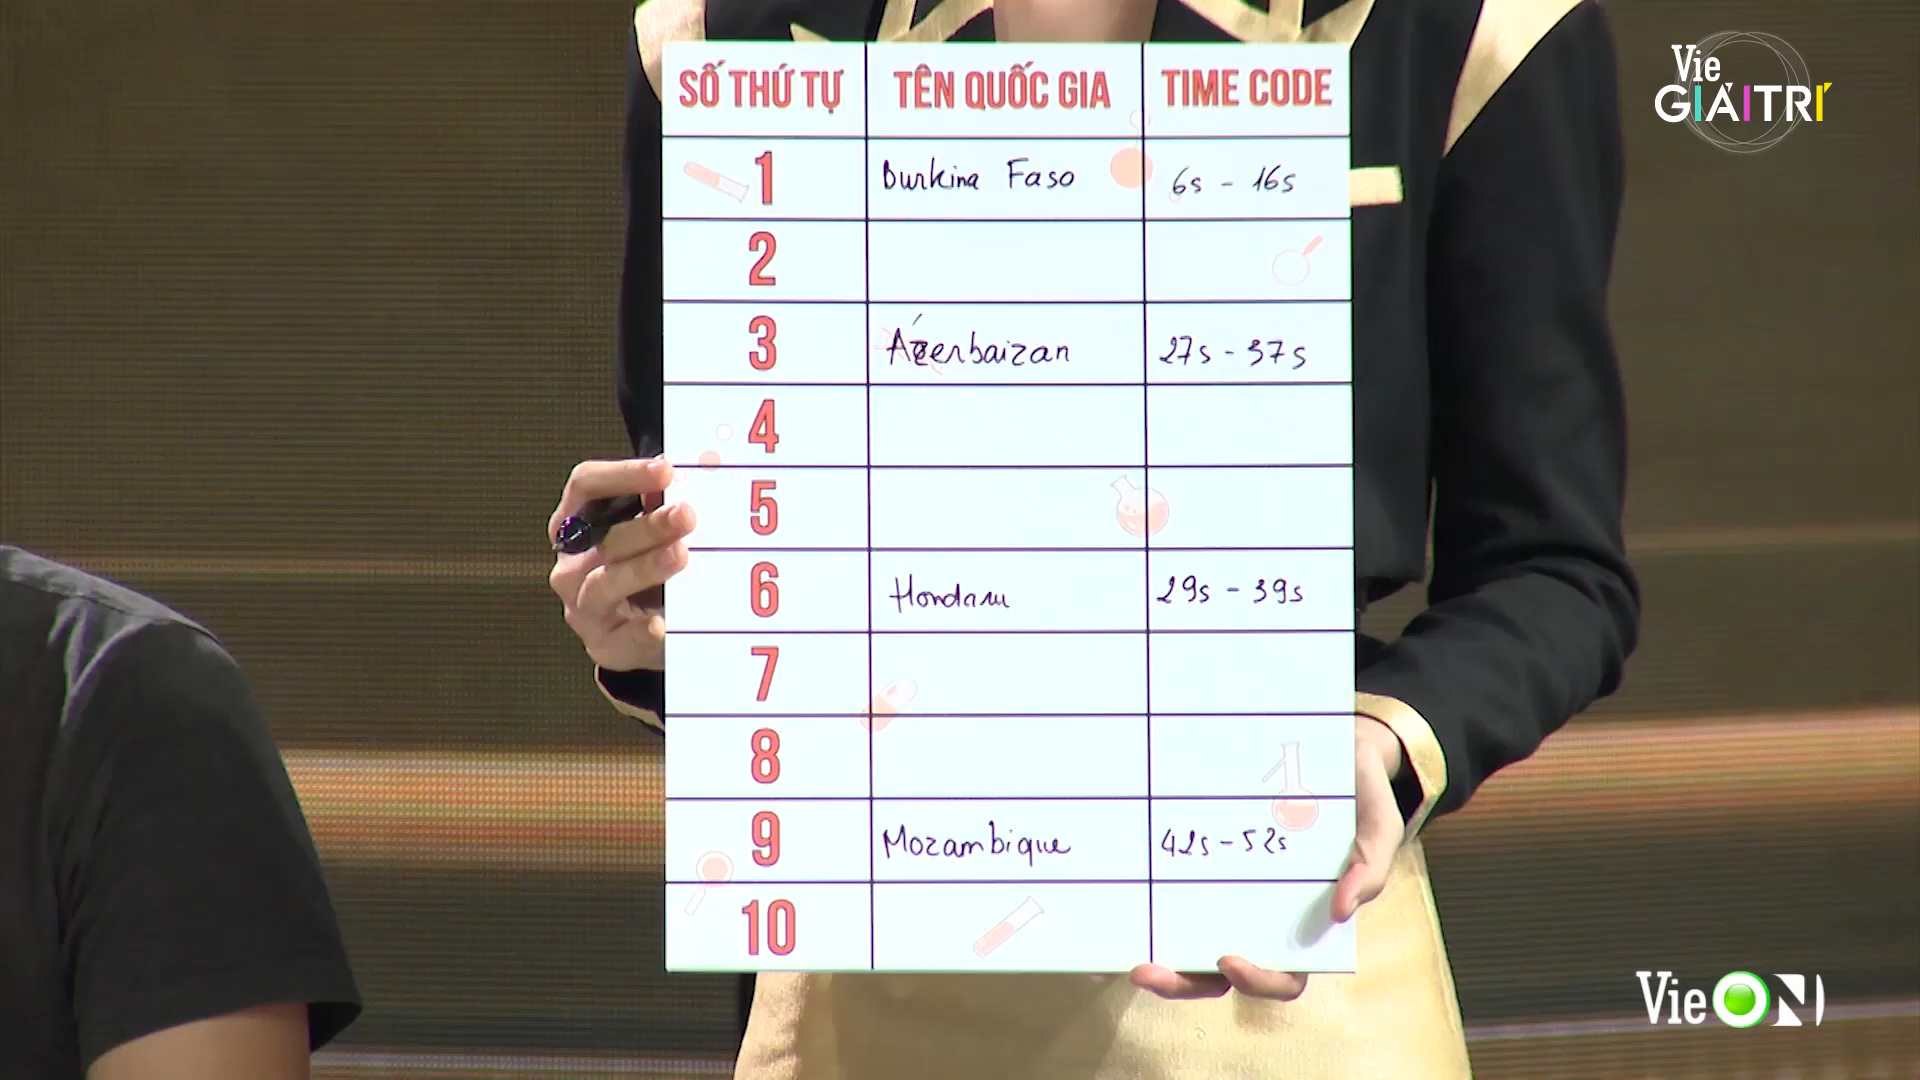 Vie
GIẢI TRÍ
SỐ THỨ TỰ TÊN QUỐC GIA TIME CODE
1 Burkina Faso 6s - 16s
2
3 Azerbaizan 27s - 37s
4
5
6 29s - 39s
7
8
9 Mozambique 42s - 52s
10
VieON